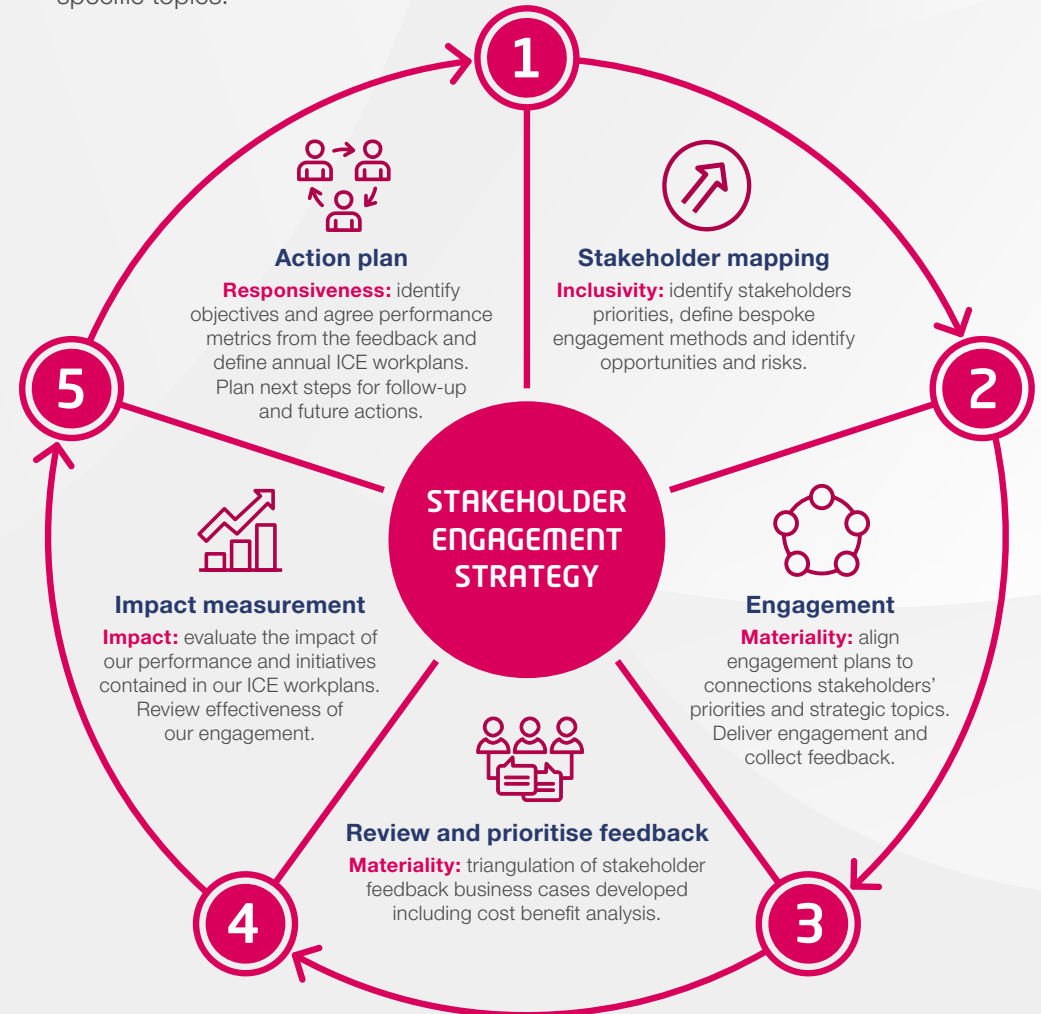 specific topics.
1
Stakeholder mapping
Inclusivity: identify stakeholders
priorities, define bespoke
engagement methods and identify
opportunities and risks.
2
Engagement
Materiality: align
engagement plans to
connections stakeholders’
priorities and strategic topics.
Deliver engagement and
collect feedback.
3
Review and prioritise feedback
Materiality: triangulation of stakeholder
feedback business cases developed
including cost benefit analysis.
4
Impact measurement
Impact: evaluate the impact of
our performance and initiatives
contained in our ICE workplans.
Review effectiveness of
our engagement.
5
Action plan
Responsiveness: identify
objectives and agree performance
metrics from the feedback and
define annual ICE workplans.
Plan next steps for follow-up
and future actions.
STAKEHOLDER
ENGAGEMENT
STRATEGY